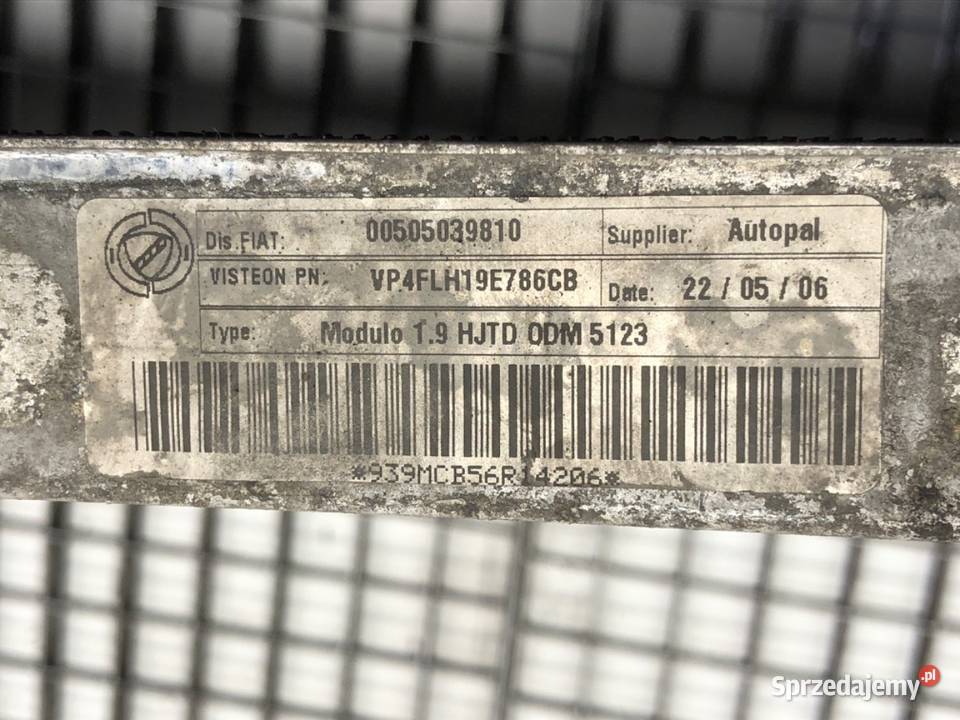 Dis.FIAT: 00505039810 Supplier: Autopal
VISTEON PN: VP4FLH19E786CB Date: 22 / 05 / 06
Type: Modulo 1.9 HJTD ODM 5123
*939MCB56R14206*
Sprzedajemy.pl